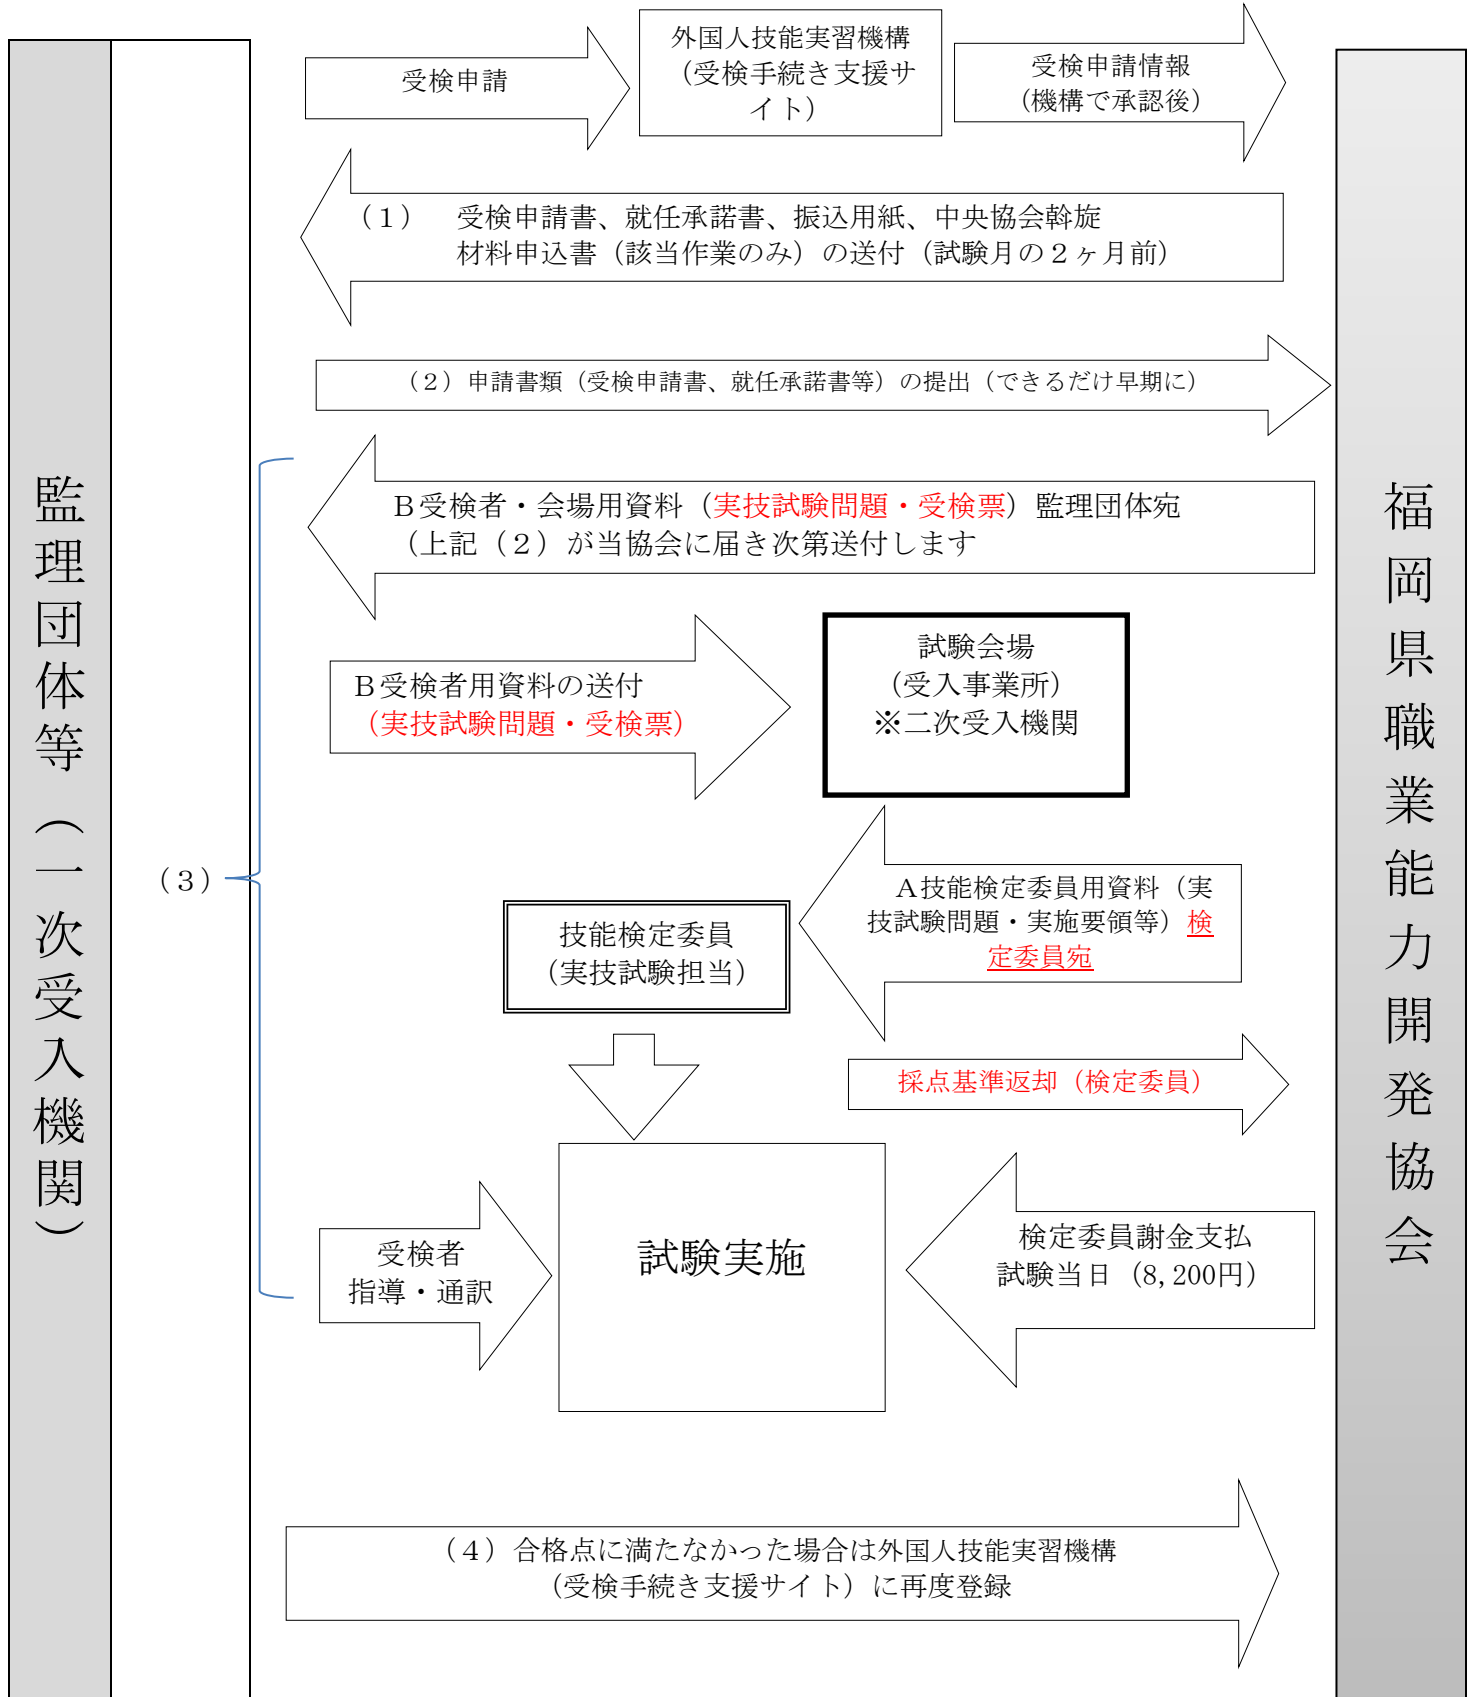 受検申請
外国人技能実習機構
（受検手続き支援サ
イト）
受検申請情報
（機構で承認後）
（１）　受検申請書、就任承諾書、振込用紙、中央協会斡旋
材料申込書（該当作業のみ）の送付（試験月の２ヶ月前）
（２）申請書類（受検申請書、就任承諾書等）の提出（できるだけ早期に）
監理団体等（一次受入機関）
福岡県職業能力開発協会
（３）
Ｂ受検者・会場用資料（実技試験問題・受検票）監理団体宛
（上記（２）が当協会に届き次第送付します
Ｂ受検者用資料の送付
（実技試験問題・受検票）
試験会場
（受入事業所）
※二次受入機関
Ａ技能検定委員用資料（実
技試験問題・実施要領等）検
定委員宛
技能検定委員
（実技試験担当）
採点基準返却（検定委員）
受検者
指導・通訳
試験実施
検定委員謝金支払
試験当日（8,200円）
（４）合格点に満たなかった場合は外国人技能実習機構
（受検手続き支援サイト）に再度登録